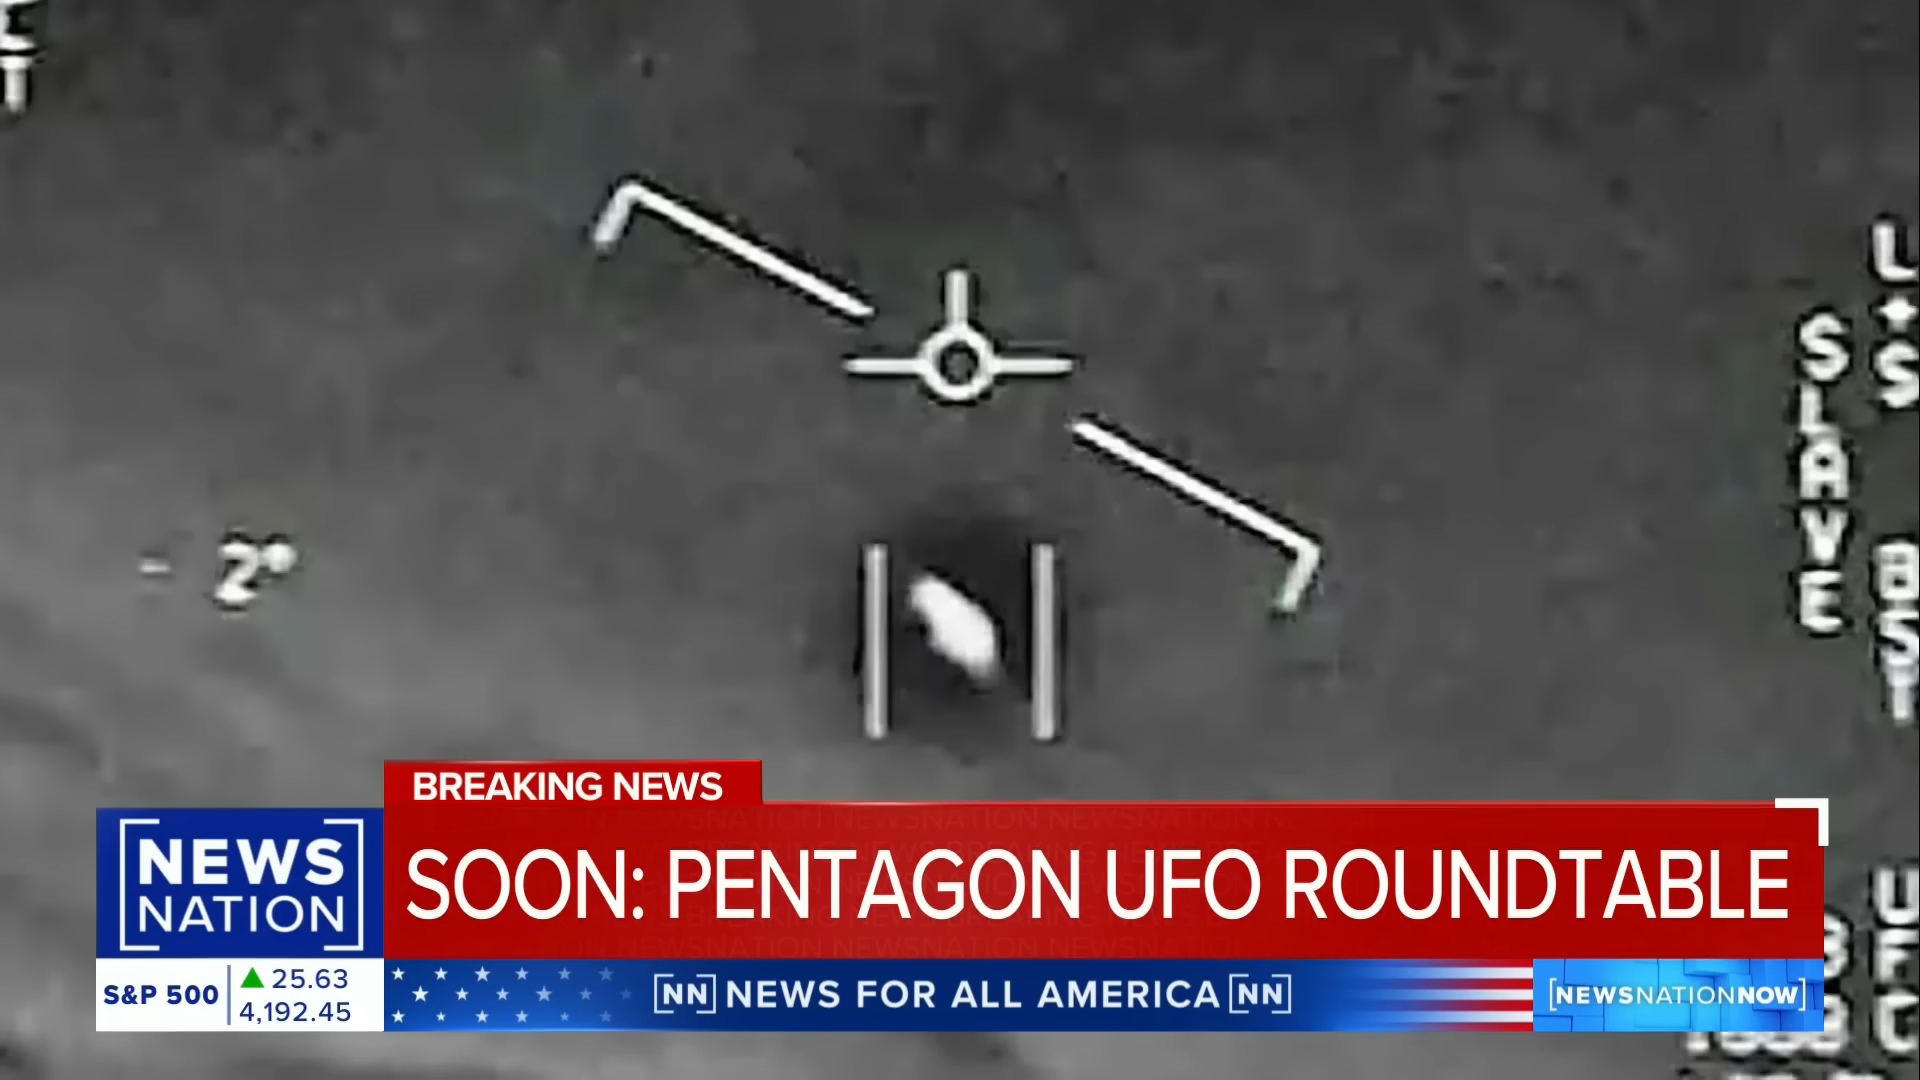 - 2°
L+S
SLAVE
BST
BREAKING NEWS
NEWS
NATION
SOON: PENTAGON UFO ROUNDTABLE
S&P 500
25.63
4,192.45
[NN] NEWS FOR ALL AMERICA [NN]
[NEWSNATIONNOW]